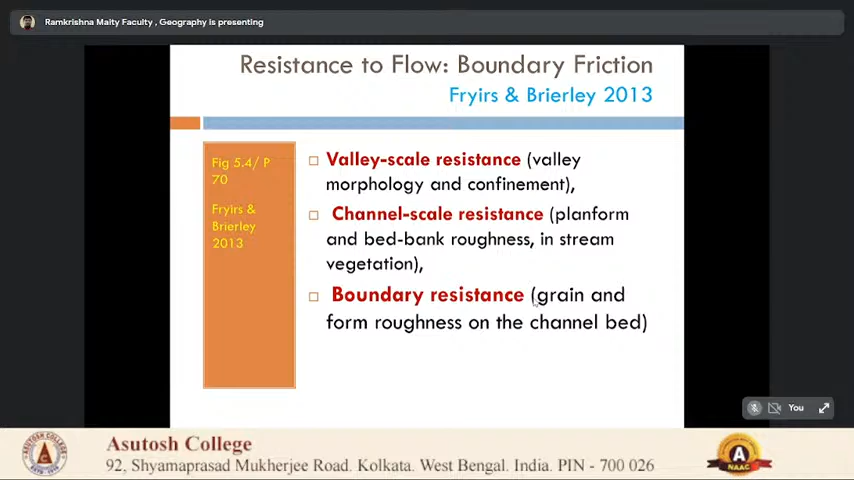 Ramkrishna Maity Faculty , Geography is presenting
Resistance to Flow: Boundary Friction
Fryirs & Brierley 2013
Fig 5.4/ P
70
Fryirs &
Brierley
2013
Valley-scale resistance (valley
morphology and confinement),
Channel-scale resistance (planform
and bed-bank roughness, in stream
vegetation),
Boundary resistance (grain and
form roughness on the channel bed)
You
Asutosh College
92, Shyamaprasad Mukherjee Road. Kolkata. West Bengal. India. PIN - 700 026
A
NAAC